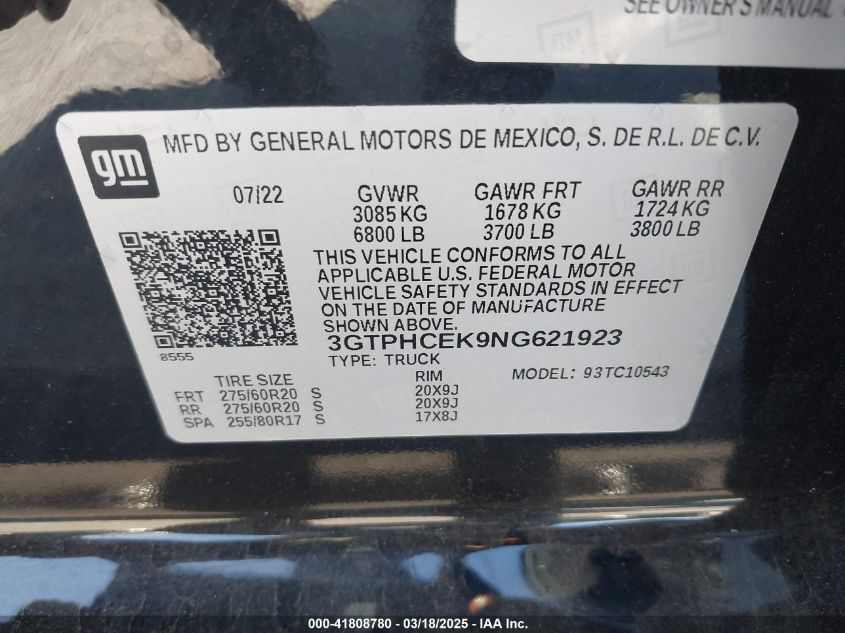 SEE OWNER'S MANUAL
gm
MFD BY GENERAL MOTORS DE MEXICO, S. DE R.L. DE C.V.
07/22 GVWR GAWR FRT GAWR RR
3085 KG 1678 KG 1724 KG
6800 LB 3700 LB 3800 LB
THIS VEHICLE CONFORMS TO ALL
APPLICABLE U.S. FEDERAL MOTOR
VEHICLE SAFETY STANDARDS IN EFFECT
ON THE DATE OF MANUFACTURE
SHOWN ABOVE.
3GTPHCEK9NG621923
8555 TYPE: TRUCK MODEL: 93TC10543
TIRE SIZE RIM
FRT 275/60R20 S 20X9J
RR 275/60R20 S 20X9J
SPA 255/80R17 S 17X8J
000-41808780 — 03/18/2025 — IAA Inc.